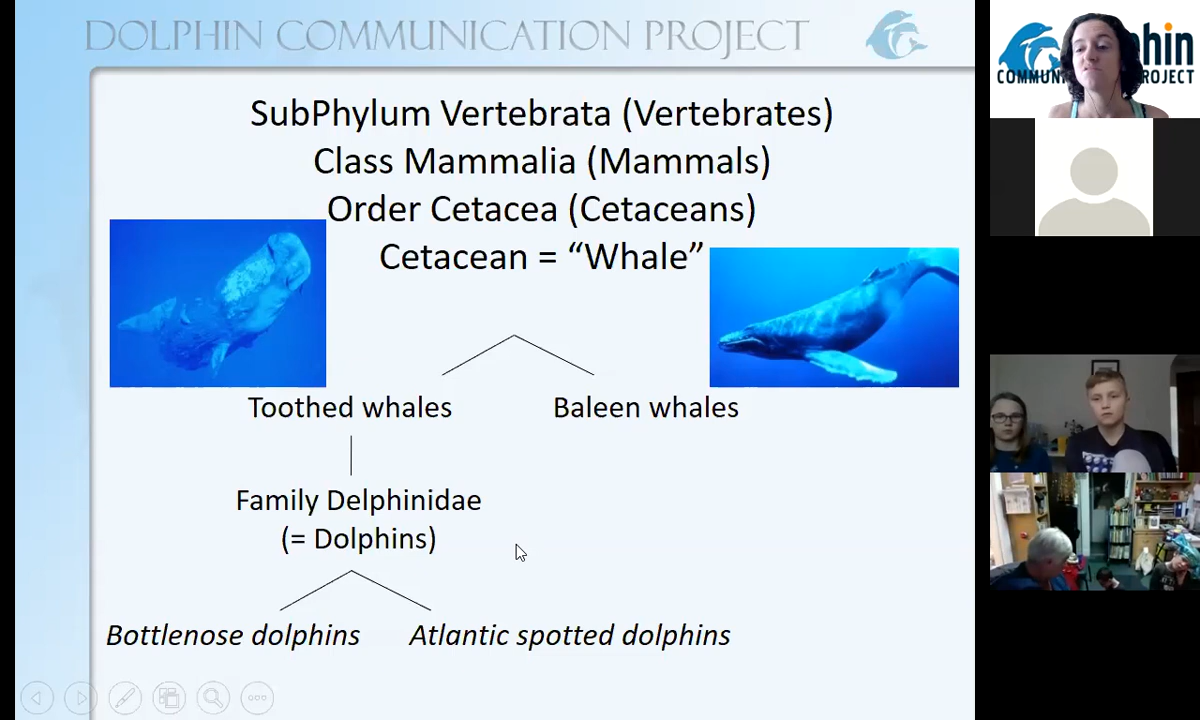 DOLPHIN COMMUNICATION PROJECT
SubPhylum Vertebrata (Vertebrates)
Class Mammalia (Mammals)
Order Cetacea (Cetaceans)
Cetacean = “Whale”
Toothed whales
Baleen whales
Family Delphinidae
(= Dolphins)
Bottlenose dolphins
Atlantic spotted dolphins